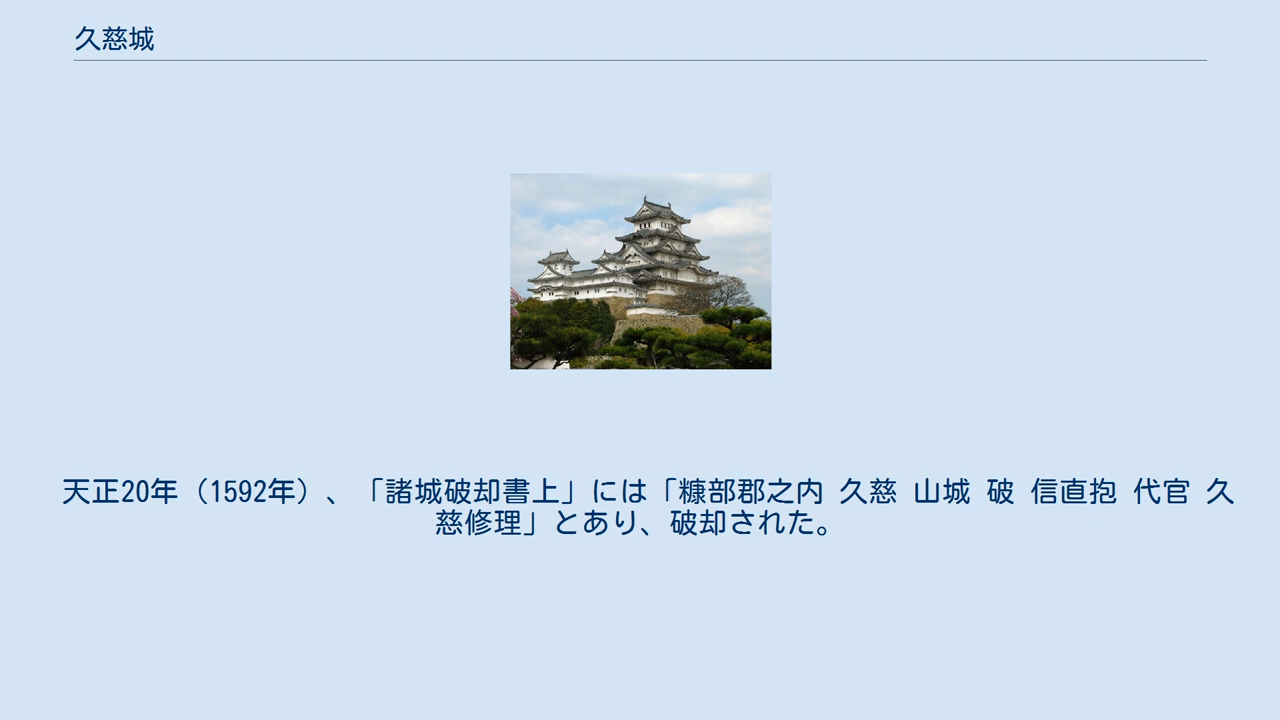 久慈城
天正20年（1592年）、「諸城破却書上」には「糠部郡之内 久慈 山城 破 信直抱 代官 久
慈修理」とあり、破却された。